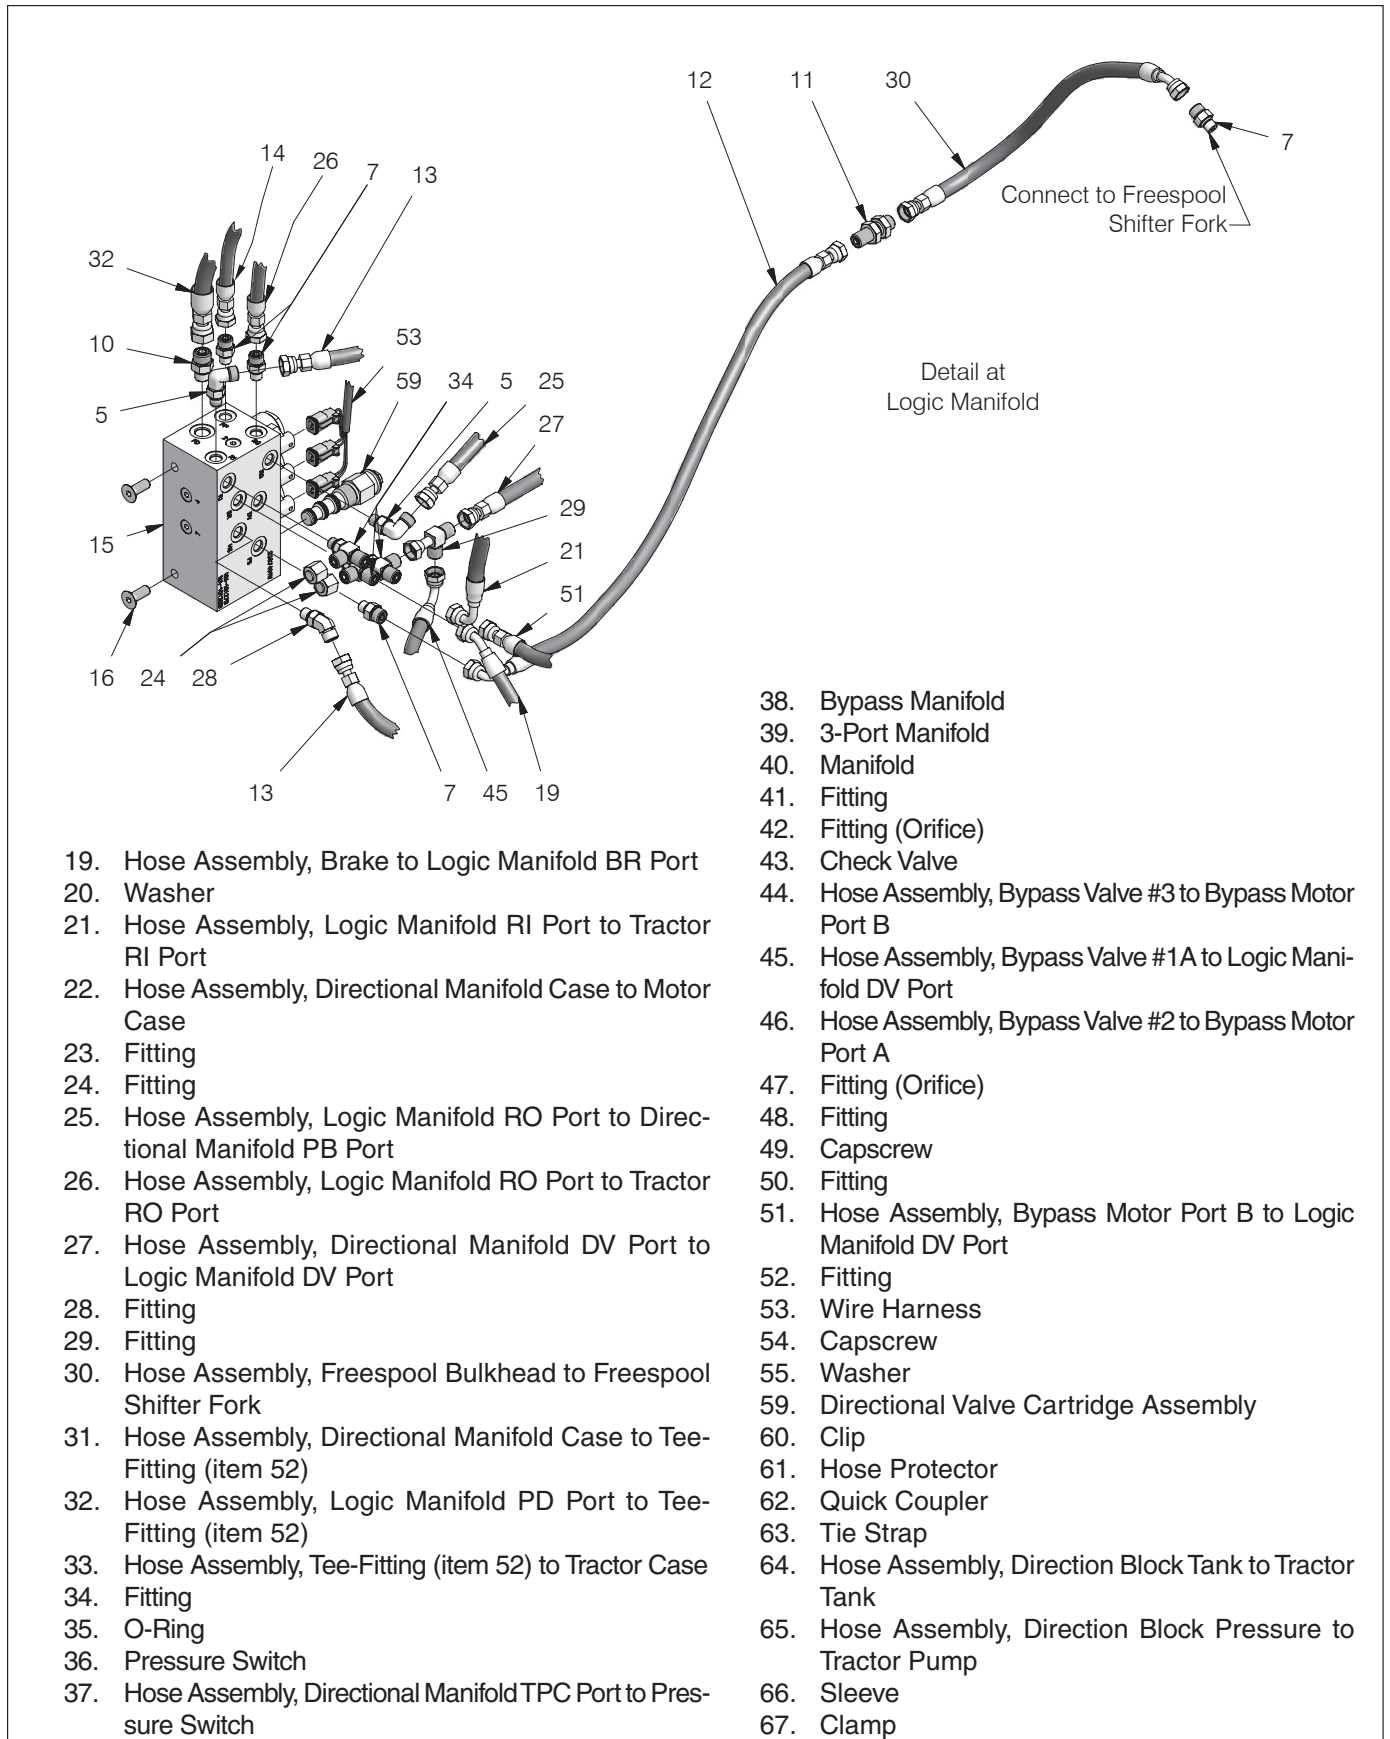 12
11
30
7
14
26
7
13
Connect to Freespool
Shifter Fork
32
10
53
59
34
5
25
Detail at
Logic Manifold
5
27
29
15
21
51
16
24
28
13
7
45
19
19. Hose Assembly, Brake to Logic Manifold BR Port
20. Washer
21. Hose Assembly, Logic Manifold RI Port to Tractor
RI Port
22. Hose Assembly, Directional Manifold Case to Motor
Case
23. Fitting
24. Fitting
25. Hose Assembly, Logic Manifold RO Port to Direc-
tional Manifold PB Port
26. Hose Assembly, Logic Manifold RO Port to Tractor
RO Port
27. Hose Assembly, Directional Manifold DV Port to
Logic Manifold DV Port
28. Fitting
29. Fitting
30. Hose Assembly, Freespool Bulkhead to Freespool
Shifter Fork
31. Hose Assembly, Directional Manifold Case to Tee-
Fitting (item 52)
32. Hose Assembly, Logic Manifold PD Port to Tee-
Fitting (item 52)
33. Hose Assembly, Tee-Fitting (item 52) to Tractor Case
34. Fitting
35. O-Ring
36. Pressure Switch
37. Hose Assembly, Directional Manifold TPC Port to Pres-
sure Switch
38. Bypass Manifold
39. 3-Port Manifold
40. Manifold
41. Fitting
42. Fitting (Orifice)
43. Check Valve
44. Hose Assembly, Bypass Valve #3 to Bypass Motor
Port B
45. Hose Assembly, Bypass Valve #1A to Logic Mani-
fold DV Port
46. Hose Assembly, Bypass Valve #2 to Bypass Motor
Port A
47. Fitting (Orifice)
48. Fitting
49. Capscrew
50. Fitting
51. Hose Assembly, Bypass Motor Port B to Logic
Manifold DV Port
52. Fitting
53. Wire Harness
54. Capscrew
55. Washer
59. Directional Valve Cartridge Assembly
60. Clip
61. Hose Protector
62. Quick Coupler
63. Tie Strap
64. Hose Assembly, Direction Block Tank to Tractor
Tank
65. Hose Assembly, Direction Block Pressure to
Tractor Pump
66. Sleeve
67. Clamp